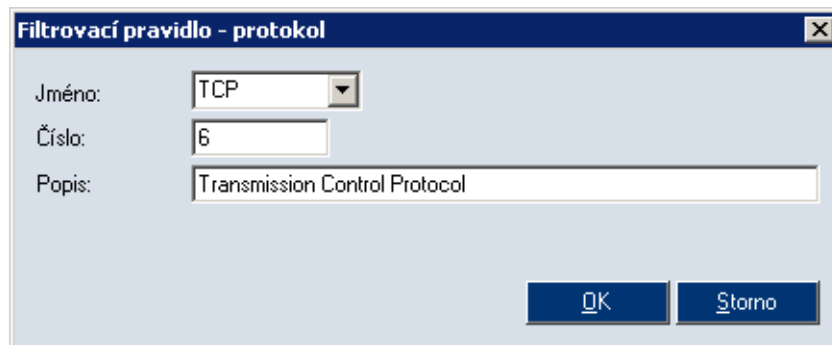 Filtrovací pravidlo - protokol
Jméno: TCP
Číslo: 6
Popis: Transmission Control Protocol
OK Storno